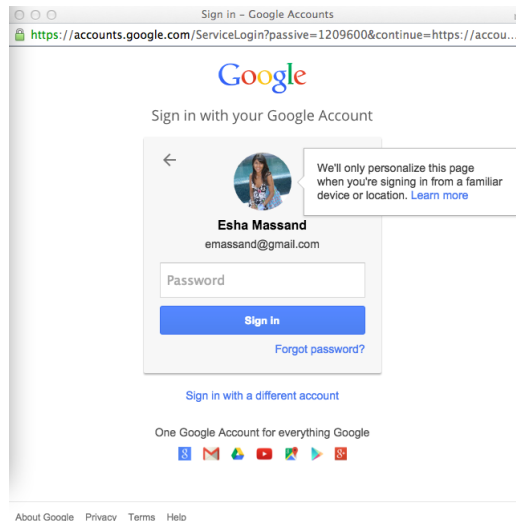 Sign in – Google Accounts
https://accounts.google.com/ServiceLogin?passive=1209600&continue=https://accou...
Google
Sign in with your Google Account
We'll only personalize this page
when you're signing in from a familiar
device or location. Learn more
Esha Massand
emassand@gmail.com
Password
Sign in
Forgot password?
Sign in with a different account
One Google Account for everything Google
About Google Privacy Terms Help